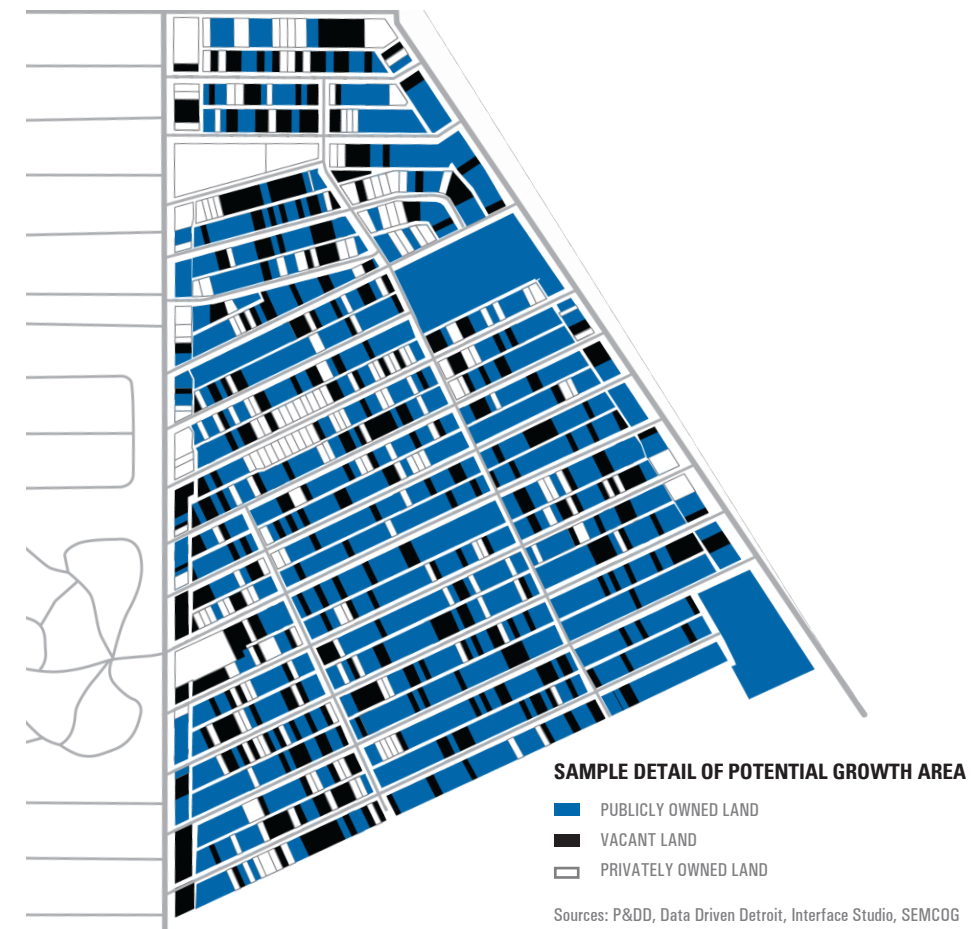 SAMPLE DETAIL OF POTENTIAL GROWTH AREA
PUBLICLY OWNED LAND
VACANT LAND
PRIVATELY OWNED LAND
Sources: P&DD, Data Driven Detroit, Interface Studio, SEMCOG